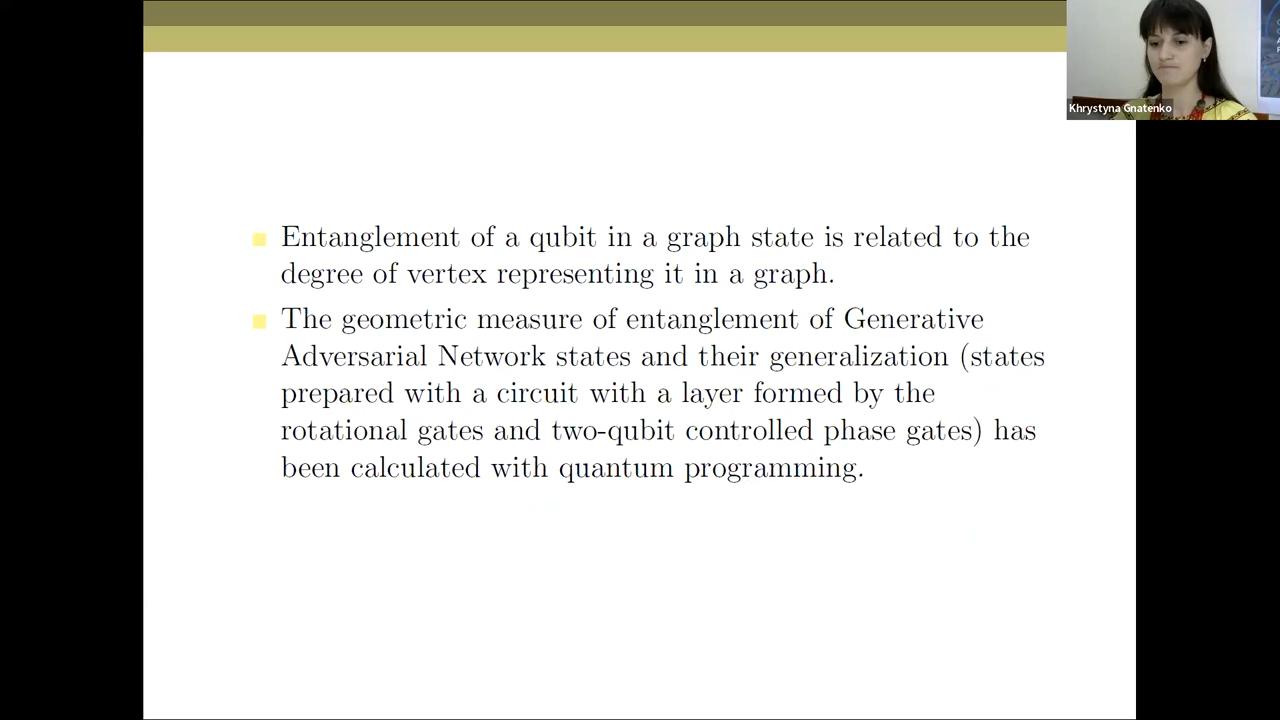 Khrystyna Gnatenko
Entanglement of a qubit in a graph state is related to the
degree of vertex representing it in a graph.
The geometric measure of entanglement of Generative
Adversarial Network states and their generalization (states
prepared with a circuit with a layer formed by the
rotational gates and two-qubit controlled phase gates) has
been calculated with quantum programming.